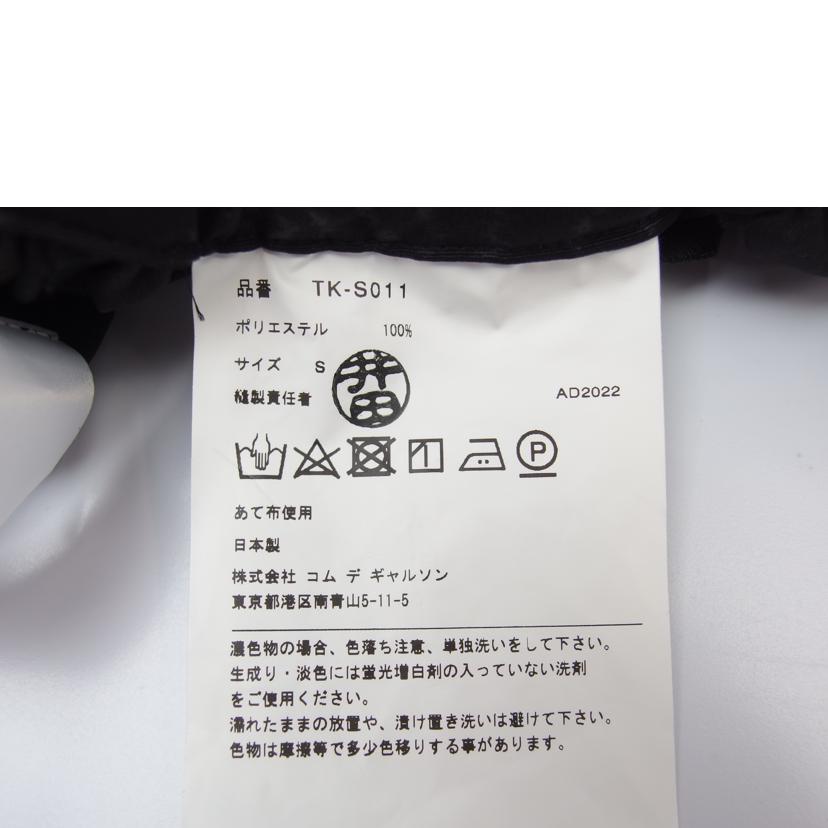 品番 TK-S011
ポリエステル 100%
サイズ S
井田
縫製責任者 AD2022
P
あて布使用
日本製
株式会社 コム デ ギャルソン
東京都港区南青山5-11-5
濃色物の場合、色落ち注意、単独洗いをして下さい。
生成り・淡色には蛍光増白剤の入っていない洗剤
をご使用ください。
濡れたままの放置や、漬け置き洗いは避けて下さい。
色物は摩擦等で多少色移りする事があります。